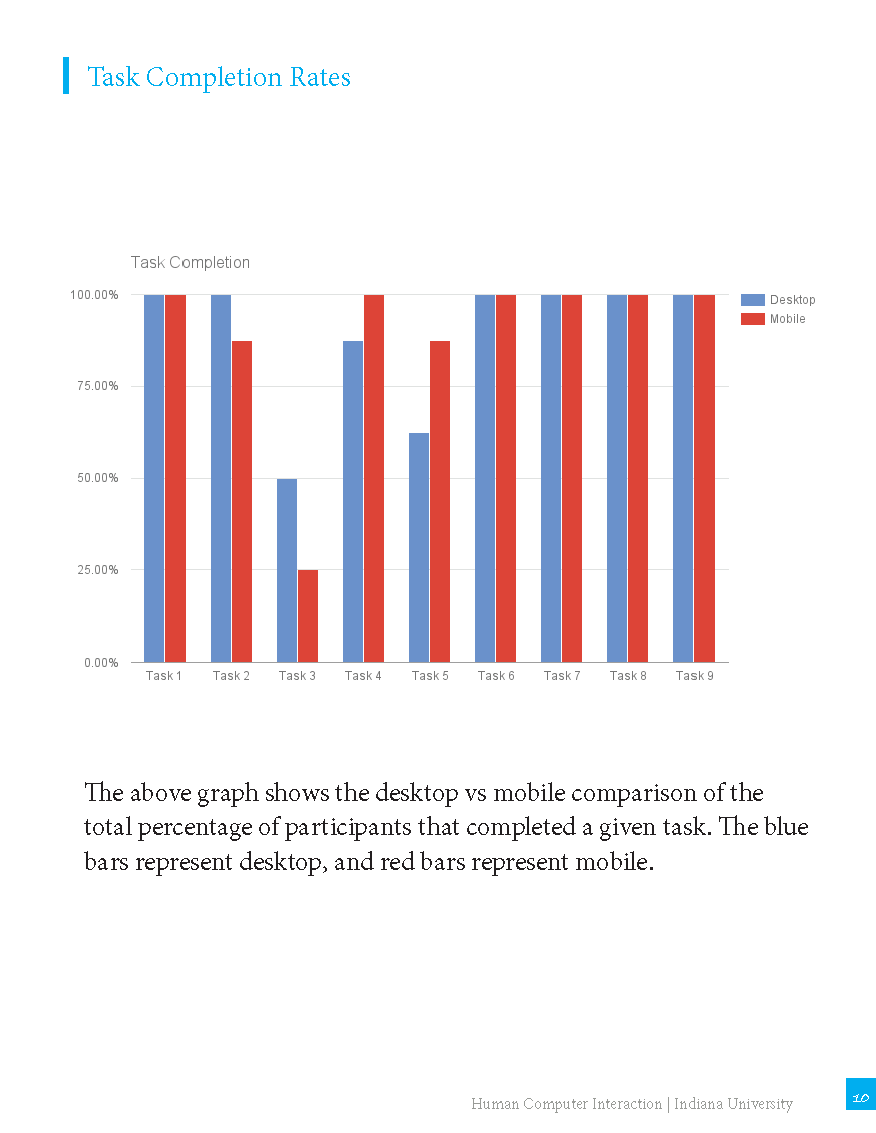 Task Completion Rates
Task Completion
100.00%
75.00%
50.00%
25.00%
0.00%
Desktop
Mobile
Task 1 Task 2 Task 3 Task 4 Task 5 Task 6 Task 7 Task 8 Task 9
The above graph shows the desktop vs mobile comparison of the
total percentage of participants that completed a given task. The blue
bars represent desktop, and red bars represent mobile.
Human Computer Interaction | Indiana University 10